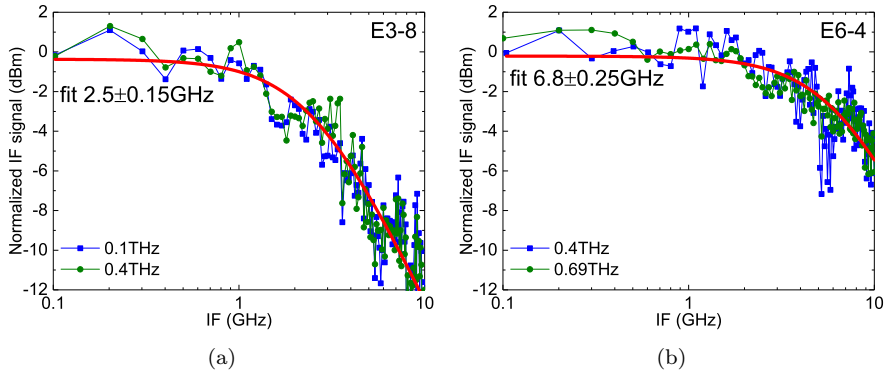 2
0
-2
-4
-6
-8
-10
-12
Normalized IF signal (dBm)
E3-8
fit 2.5±0.15GHz
0.1THz
0.4THz
0.1
1
10
IF (GHz)
(a)
2
0
-2
-4
-6
-8
-10
-12
Normalized IF signal (dBm)
E6-4
fit 6.8±0.25GHz
0.4THz
0.69THz
0.1
1
10
IF (GHz)
(b)